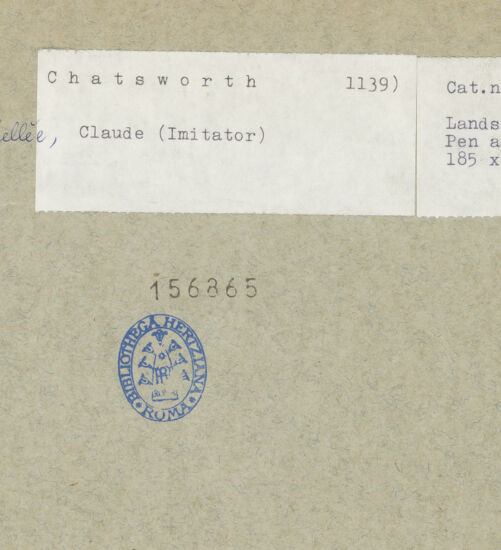 Chatsworth 1139)
ellée, Claude (Imitator)
Cat.n
Lands
Pen a
185 x
156865
BIBLIOTHECA HERTZIANA
ROMA